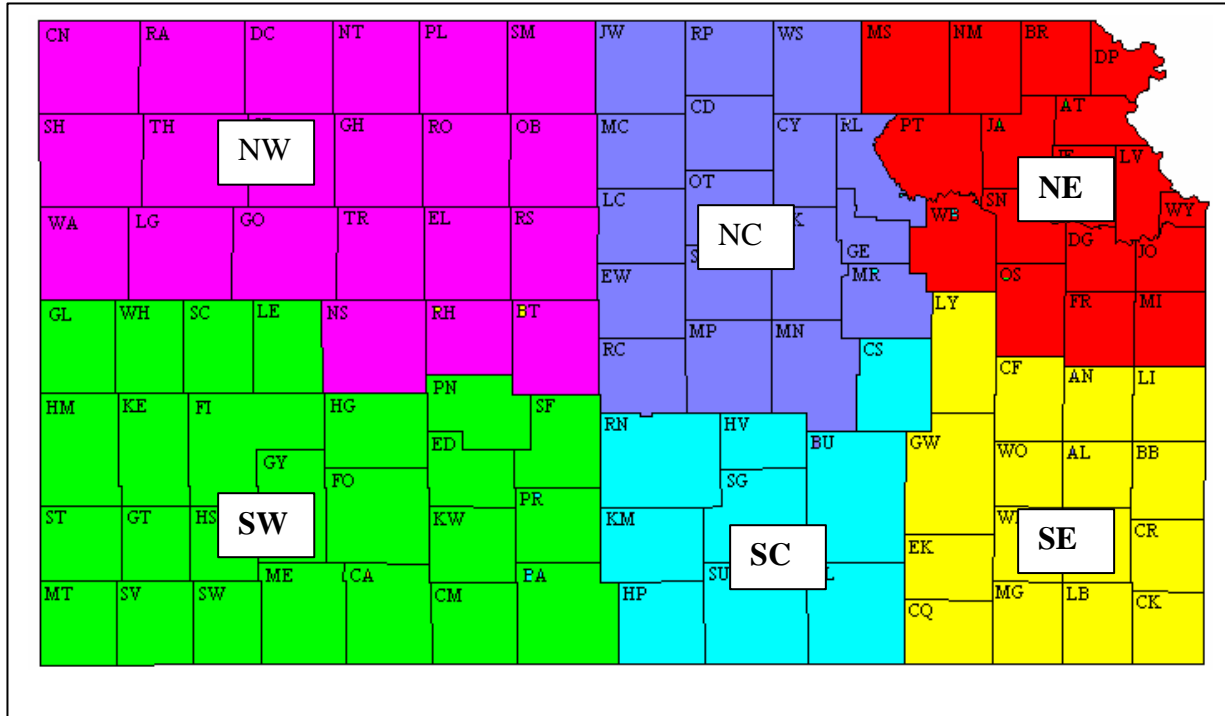 CN RA DC NT PL SM JW RP WS MS NM BR
DP
CD AT
SH TH GH RO OB MC CY RL PT JA
NW
LV
OT NE
LC SN
WA LG GO TR EL RS WB WY
NC
GE DG JO
EW MR OS
GL WH SC LE NS RH BT LY FR MI
MP MN
RC CS
CF AN LI
PN
HM KE FI HG SF
RN HV
ED BU GW
GY WO AL BB
FO SG
PR
ST GT HS KW KM
SW SC SE
CR
EK
ME CA PA SU
MT SV SW CM HP MG LB CK
CQ